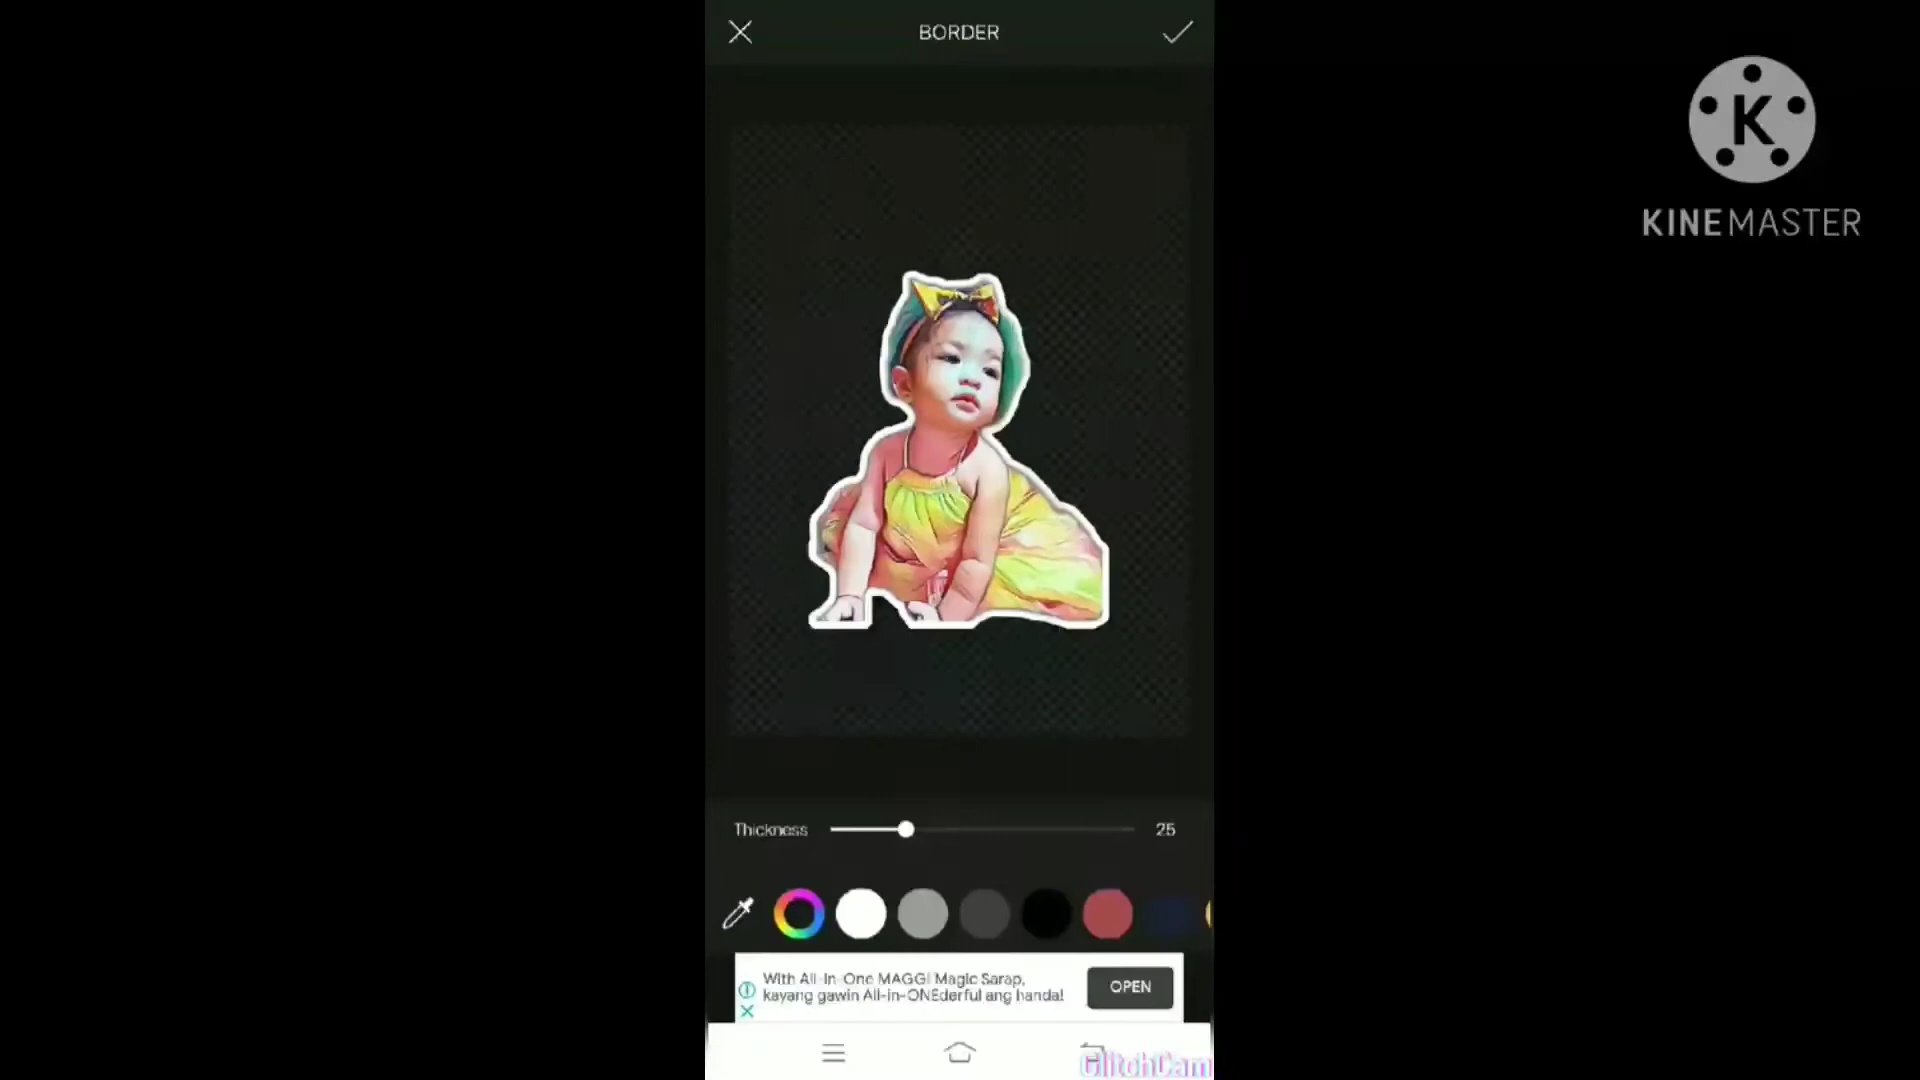 BORDER
K
KINEMASTER
Thickness
25
With All-in-One MAGGI Magic Sarap,
kayang gawin All-in-ONEderful ang handa!
OPEN
GlitchCam